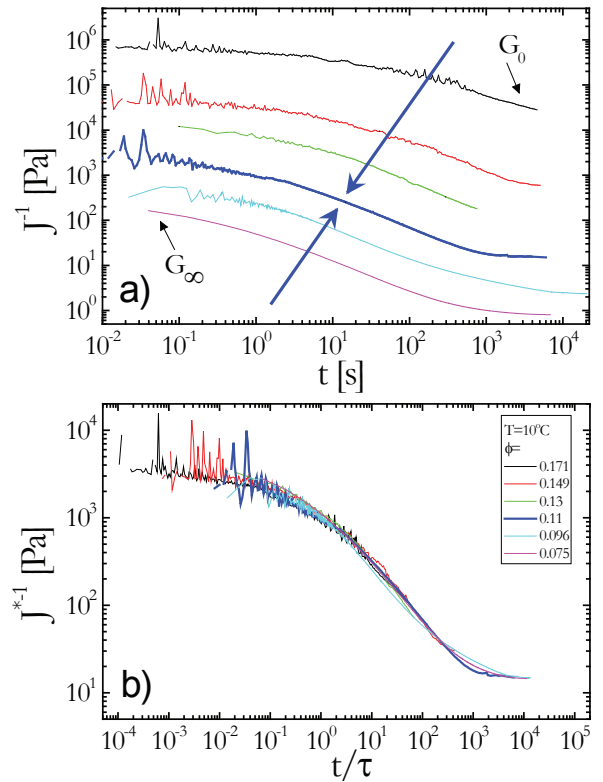 10^6
10^5
10^4
10^3
10^2
10^1
10^0
J^-1 [Pa]
G_0
G_∞
a)
10^-2 10^-1 10^0 10^1 10^2 10^3 10^4
t [s]
10^4
10^3
10^2
10^1
J*^-1 [Pa]
T=10°C
ϕ=
0.171
0.149
0.13
0.11
0.096
0.075
b)
10^-4 10^-3 10^-2 10^-1 10^0 10^1 10^2 10^3 10^4 10^5
t/τ